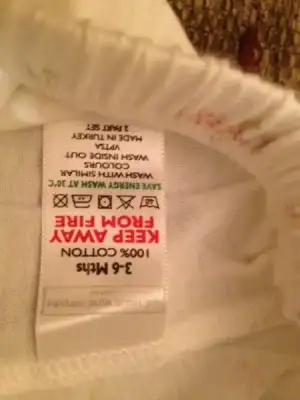 3-6 Mths
100% COTTON
KEEP AWAY
FROM FIRE
SAVE ENERGY WASH AT 30°C
WASH WITH SIMILAR
COLOURS
WASH INSIDE OUT
VPTSA
MADE IN TURKEY
3 PART SET